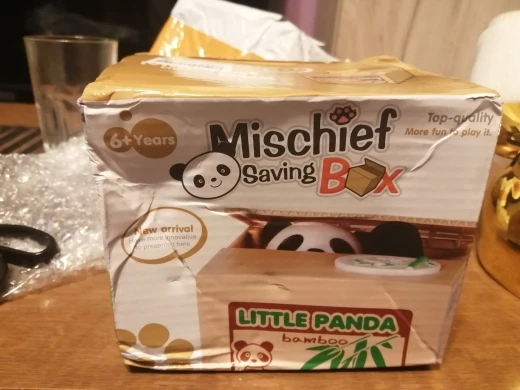 6+ Years
Mischief
Saving Box
Top-quality
More fun to play it.
New arrival
LITTLE PANDA
bamboo